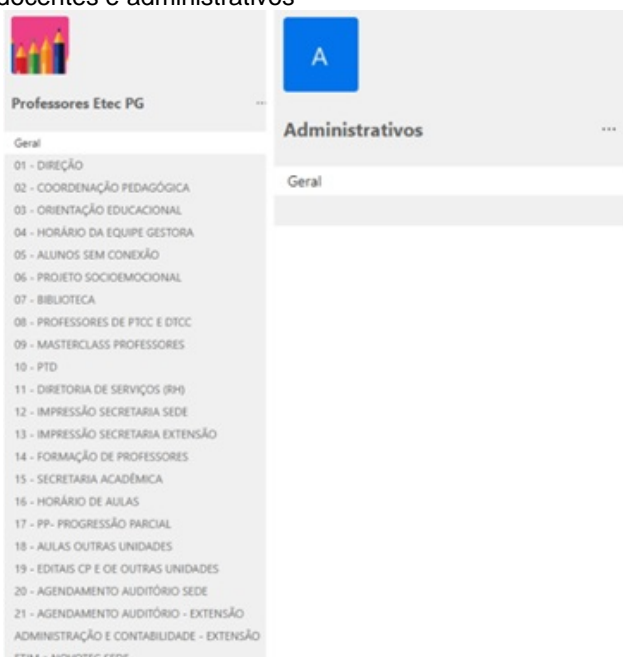 docentes e administrativos
Professores Etec PG ...
Geral
01 - DIREÇÃO
02 - COORDENAÇÃO PEDAGÓGICA
03 - ORIENTAÇÃO EDUCACIONAL
04 - HORÁRIO DA EQUIPE GESTORA
05 - ALUNOS SEM CONEXÃO
06 - PROJETO SOCIOEMOCIONAL
07 - BIBLIOTECA
08 - PROFESSORES DE PTCC E DTCC
09 - MASTERCLASS PROFESSORES
10 - PTD
11 - DIRETORIA DE SERVIÇOS (RH)
12 - IMPRESSÃO SECRETARIA SEDE
13 - IMPRESSÃO SECRETARIA EXTENSÃO
14 - FORMAÇÃO DE PROFESSORES
15 - SECRETARIA ACADÊMICA
16 - HORÁRIO DE AULAS
17 - PP- PROGRESSÃO PARCIAL
18 - AULAS OUTRAS UNIDADES
19 - EDITAIS CP E OE OUTRAS UNIDADES
20 - AGENDAMENTO AUDITÓRIO SEDE
21 - AGENDAMENTO AUDITÓRIO - EXTENSÃO
ADMINISTRAÇÃO E CONTABILIDADE - EXTENSÃO
A
Administrativos ...
Geral